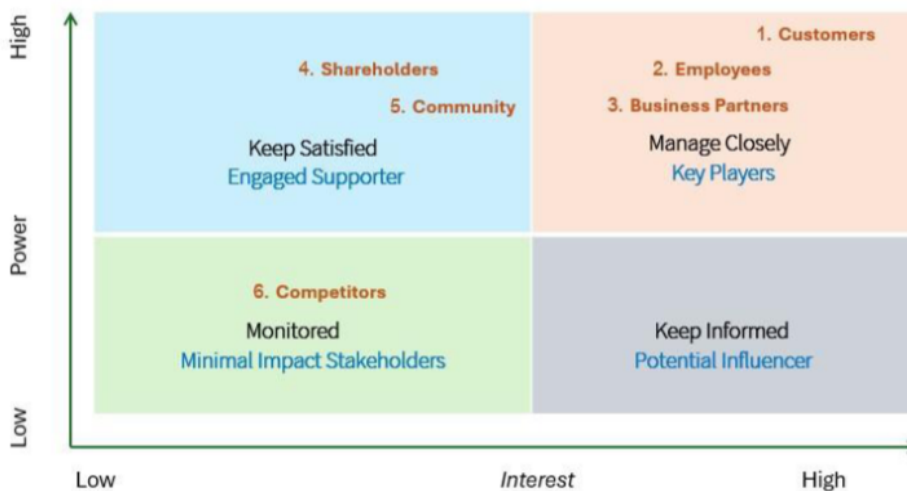 High
1. Customers
4. Shareholders
2. Employees
5. Community
3. Business Partners
Keep Satisfied
Engaged Supporter
Manage Closely
Key Players
Power
6. Competitors
Monitored
Minimal Impact Stakeholders
Keep Informed
Potential Influencer
Low
Low
Interest
High